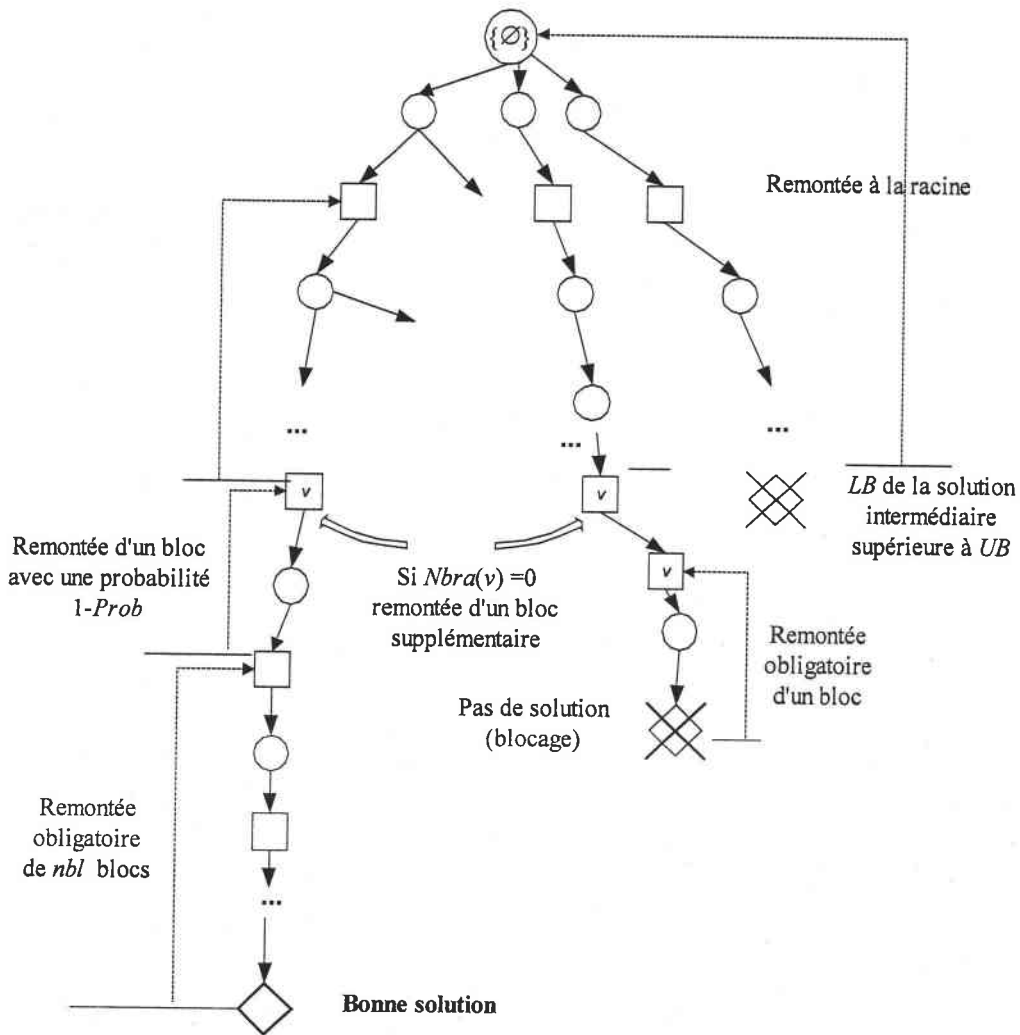 {∅}
Remontée à la racine
...
...
...
v
v
LB de la solution
intermédiaire
supérieure à UB
Remontée d'un bloc
avec une probabilité
1-Prob
Si Nbra(v) =0
remontée d'un bloc
supplémentaire
v
Remontée
obligatoire
d'un bloc
Pas de solution
(blocage)
Remontée
obligatoire
de nbl blocs
...
Bonne solution